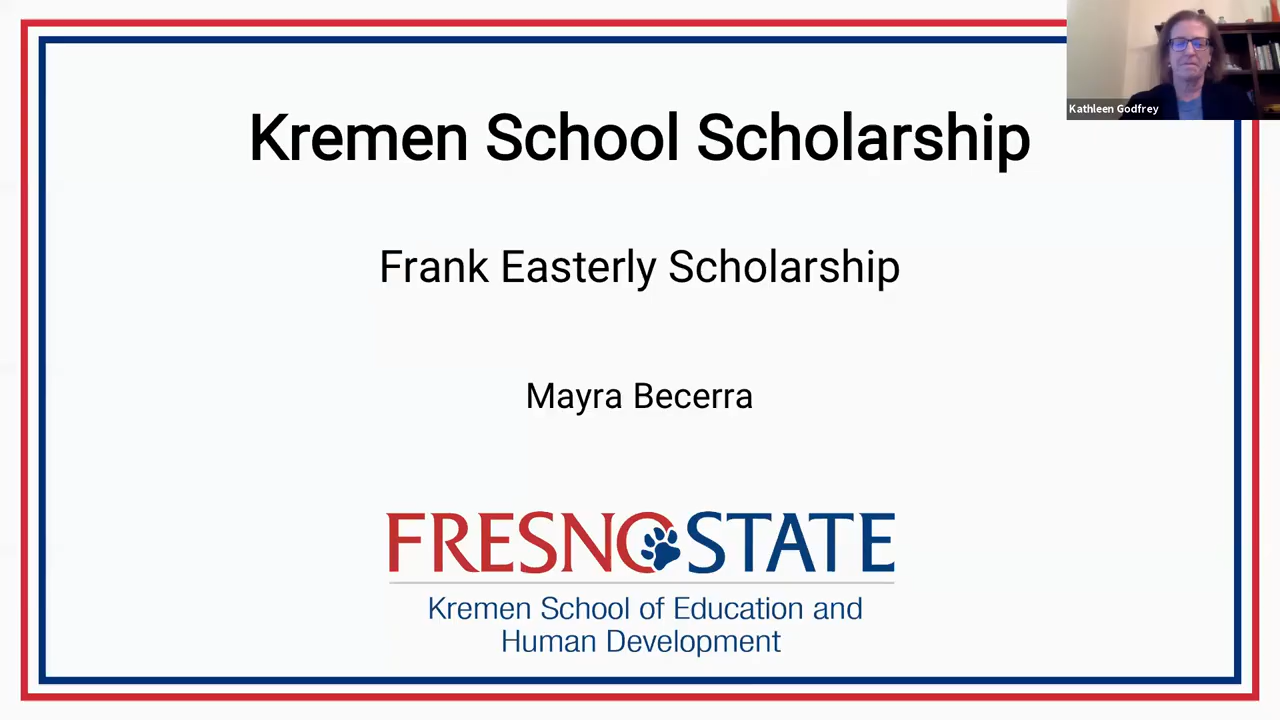 Kremen School Scholarship
Kathleen Godfrey
Frank Easterly Scholarship
Mayra Becerra
FRESNO STATE
Kremen School of Education and
Human Development